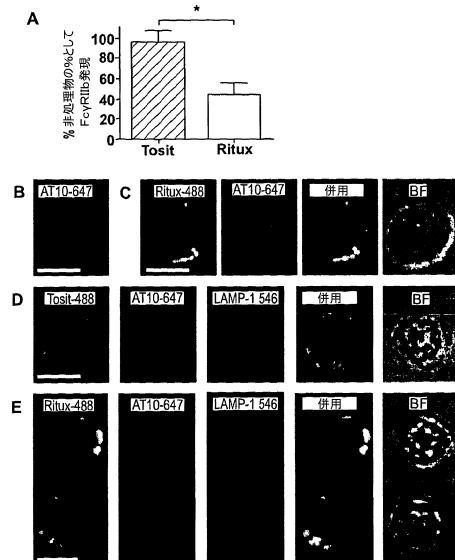 A
*
% 非処理物の%として
FcγRIIb発現
100
80
60
40
20
0
Tosit
Ritux
B
AT10-647
C
Ritux-488
AT10-647
併用
BF
D
Tosit-488
AT10-647
LAMP-1 546
併用
BF
E
Ritux-488
AT10-647
LAMP-1 546
併用
BF